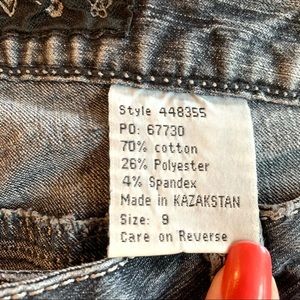 Style 448355
PO: 67730
70% cotton
26% Polyester
4% Spandex
Made in KAZAKSTAN
Size: 9
Care on Reverse